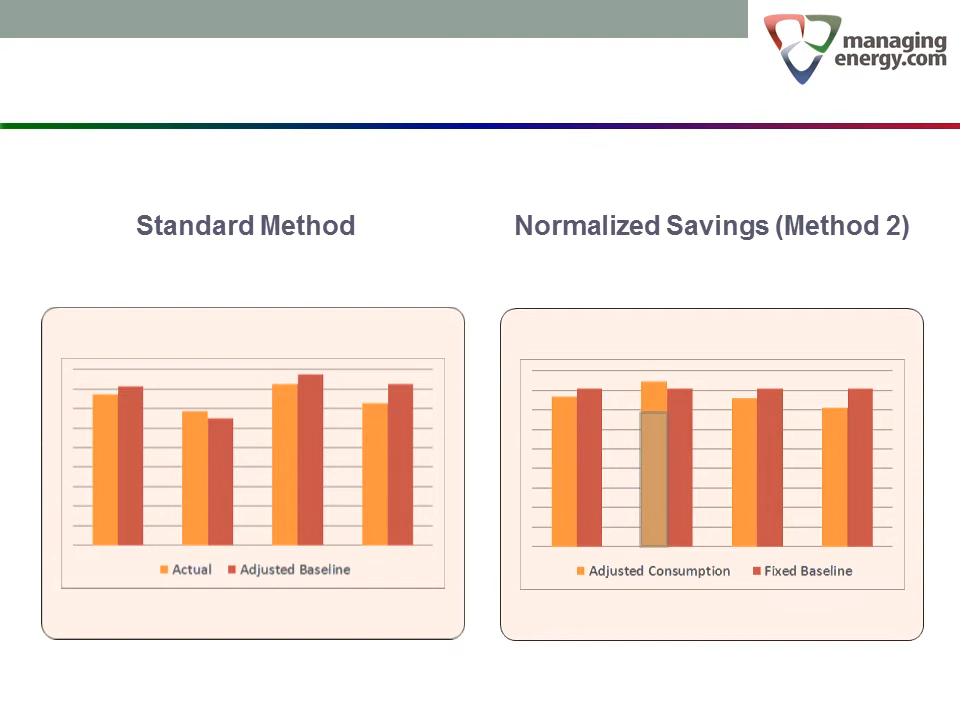 managing
energy.com
Standard Method
Normalized Savings (Method 2)
Actual
Adjusted Baseline
Adjusted Consumption
Fixed Baseline